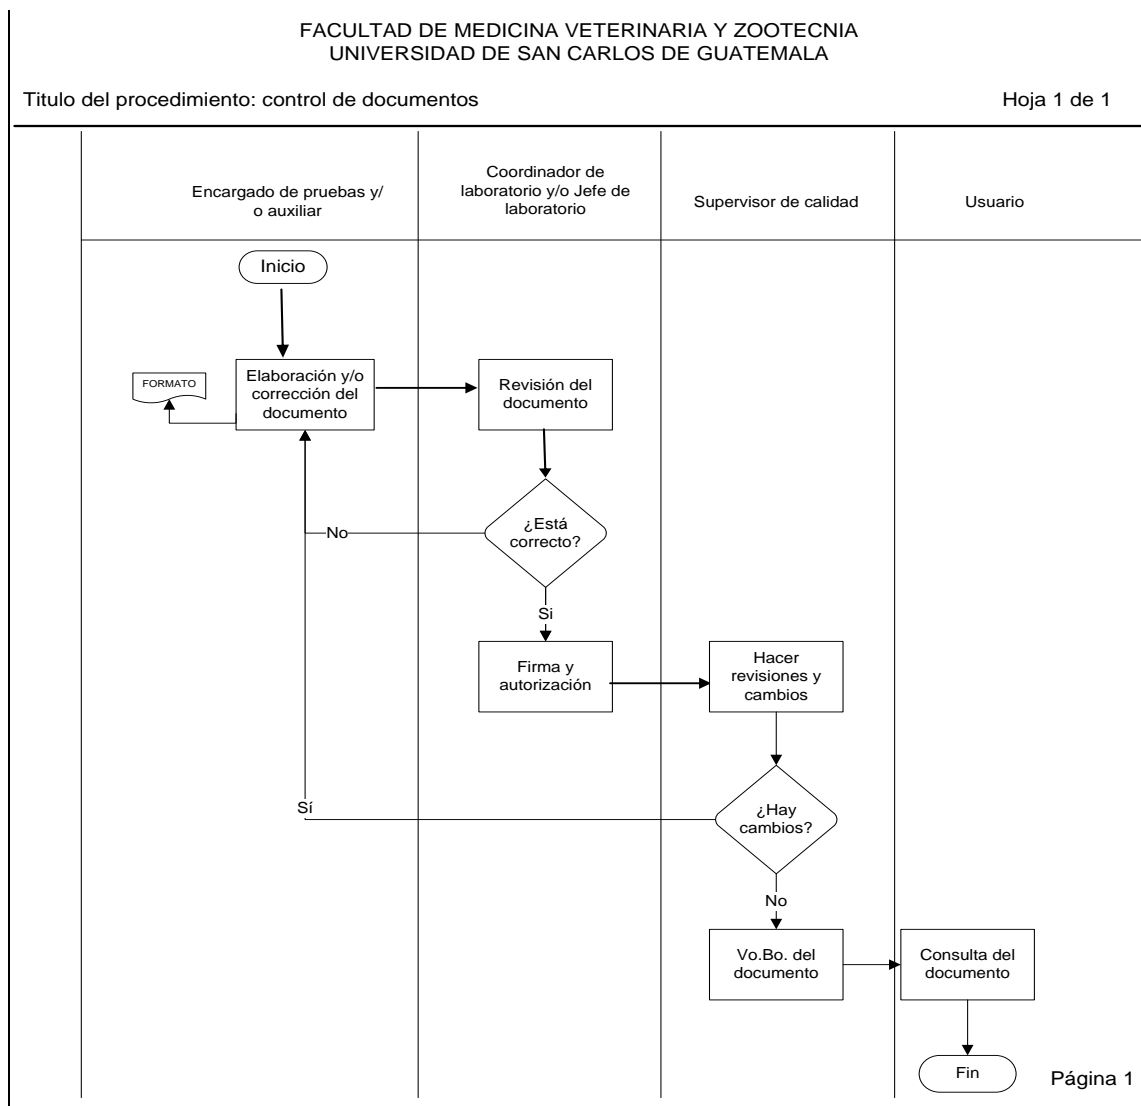 FACULTAD DE MEDICINA VETERINARIA Y ZOOTECNIA
UNIVERSIDAD DE SAN CARLOS DE GUATEMALA
Titulo del procedimiento: control de documentos
Hoja 1 de 1
Encargado de pruebas y/
o auxiliar
Coordinador de
laboratorio y/o Jefe de
laboratorio
Supervisor de calidad
Usuario
Inicio
FORMATO
Elaboración y/o
corrección del
documento
Revisión del
documento
¿Está
correcto?
No
Si
Firma y
autorización
Hacer
revisiones y
cambios
¿Hay
cambios?
Sí
No
Vo.Bo. del
documento
Consulta del
documento
Fin
Página 1